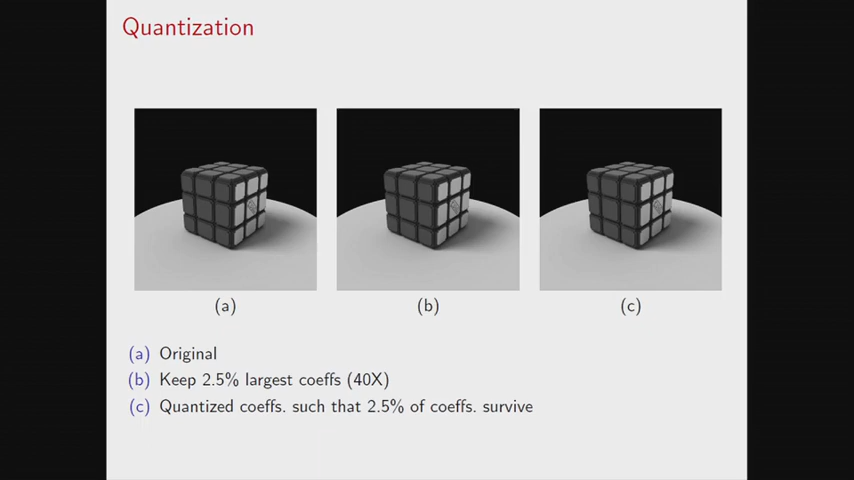 Quantization
(a) (b) (c)
(a) Original
(b) Keep 2.5% largest coeffs (40X)
(c) Quantized coeffs. such that 2.5% of coeffs. survive